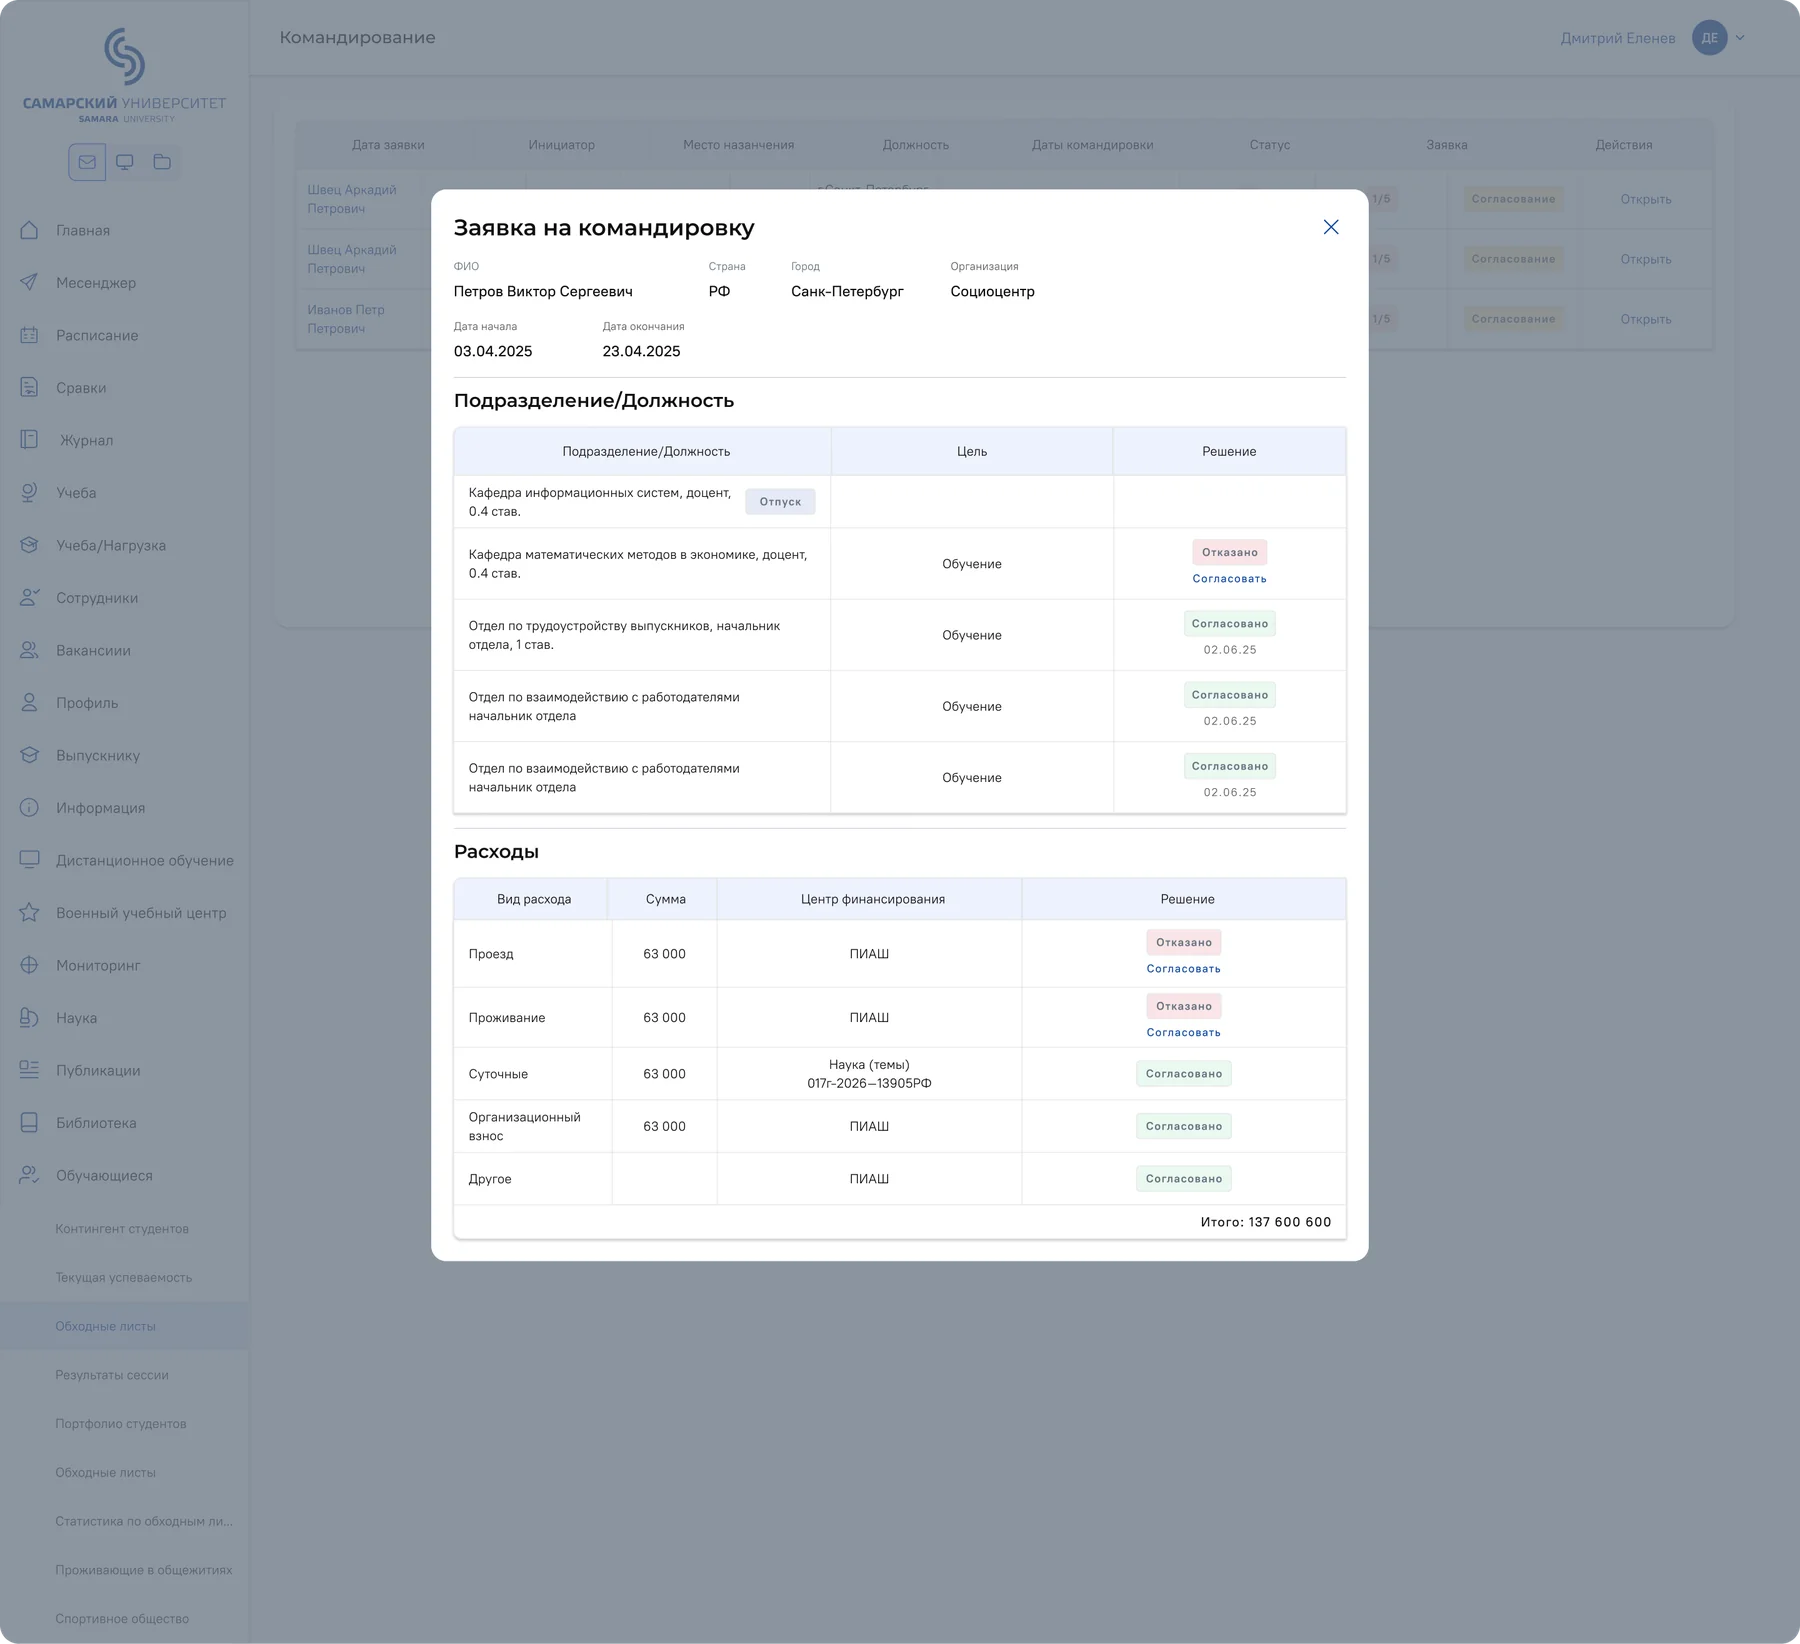 САМАРСКИЙ УНИВЕРСИТЕТ
SAMARA UNIVERSITY
Главная
Месенджер
Расписание
Сравки
Журнал
Учеба
Учеба/Нагрузка
Сотрудники
Вакансиии
Профиль
Выпускнику
Информация
Дистанционное обучение
Военный учебный центр
Мониторинг
Наука
Публикации
Библиотека
Обучающиеся
Контингент студентов
Текущая успеваемость
Обходные листы
Результаты сессии
Портфолио студентов
Обходные листы
Статистика по обходным ли...
Проживающие в общежитиях
Спортивное общество
Командирование
Дмитрий Еленев ДЕ
Дата заявки Инициатор Место назанчения Должность Даты командировки Статус Заявка Действия
Швец Аркадий
Петрович
1/5 Согласование Открыть
Швец Аркадий
Петрович
1/5 Согласование Открыть
Иванов Петр
Петрович
1/5 Согласование Открыть
Заявка на командировку
ФИО Страна Город Организация
Петров Виктор Сергеевич РФ Санк-Петербург Социоцентр
Дата начала Дата окончания
03.04.2025 23.04.2025
Подразделение/Должность
Подразделение/Должность Цель Решение
Кафедра информационных систем, доцент,
0.4 став.
Отпуск
Кафедра математических методов в экономике, доцент,
0.4 став.
Обучение
Отказано
Согласовать
Отдел по трудоустройству выпускников, начальник
отдела, 1 став.
Обучение
Согласовано
02.06.25
Отдел по взаимодействию с работодателями
начальник отдела
Обучение
Согласовано
02.06.25
Отдел по взаимодействию с работодателями
начальник отдела
Обучение
Согласовано
02.06.25
Расходы
Вид расхода Сумма Центр финансирования Решение
Проезд 63 000 ПИАШ
Отказано
Согласовать
Проживание 63 000 ПИАШ
Отказано
Согласовать
Суточные 63 000
Наука (темы)
017г-2026–13905РФ
Согласовано
Организационный
взнос
63 000 ПИАШ Согласовано
Другое ПИАШ Согласовано
Итого: 137 600 600